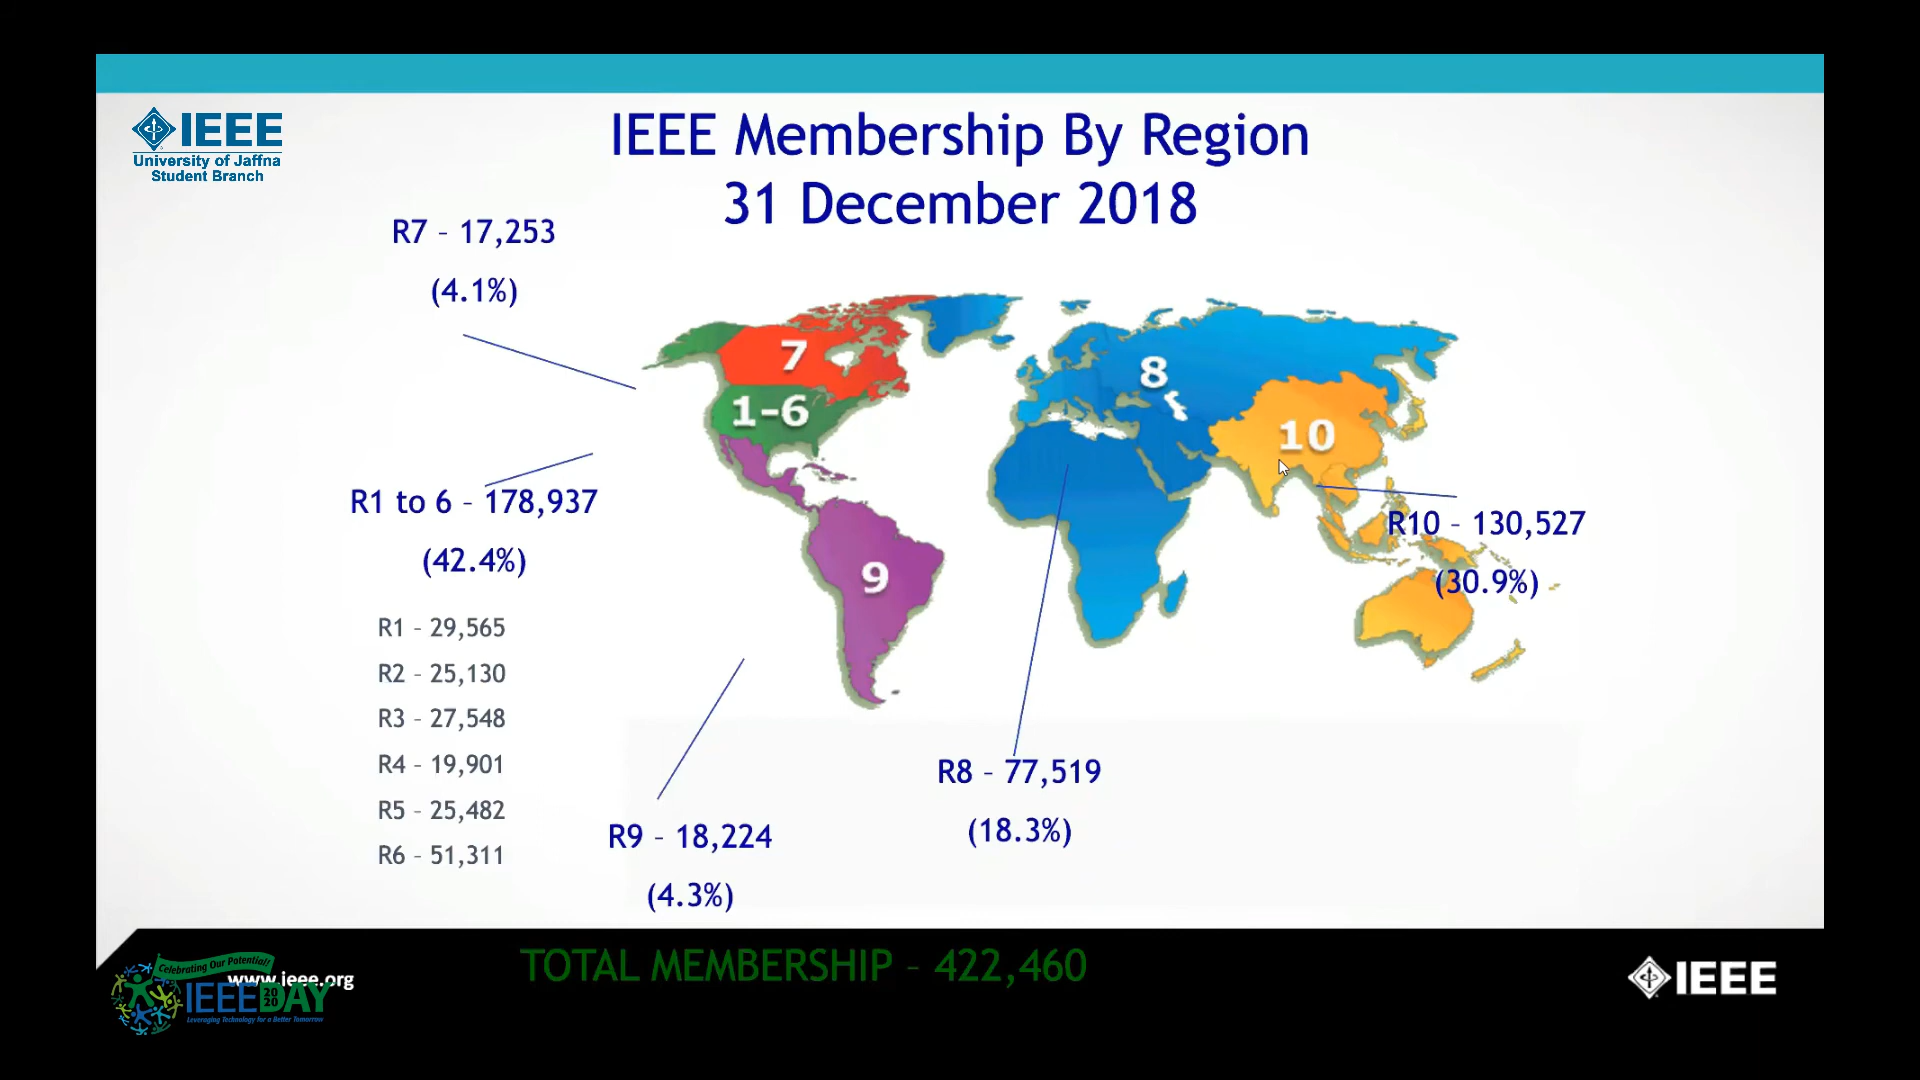 IEEE
University of Jaffna
Student Branch
IEEE Membership By Region
31 December 2018
R7 – 17,253
(4.1%)
7
8
1-6
10
R1 to 6 – 178,937
(42.4%)
R10 – 130,527
(30.9%)
9
R1 – 29,565
R2 – 25,130
R3 – 27,548
R4 – 19,901
R5 – 25,482
R6 – 51,311
R8 – 77,519
(18.3%)
R9 – 18,224
(4.3%)
TOTAL MEMBERSHIP – 422,460
Celebrating Our Potential!
www.ieee.org
IEEE DAY 2020
Leveraging Technology for a Better Tomorrow
IEEE